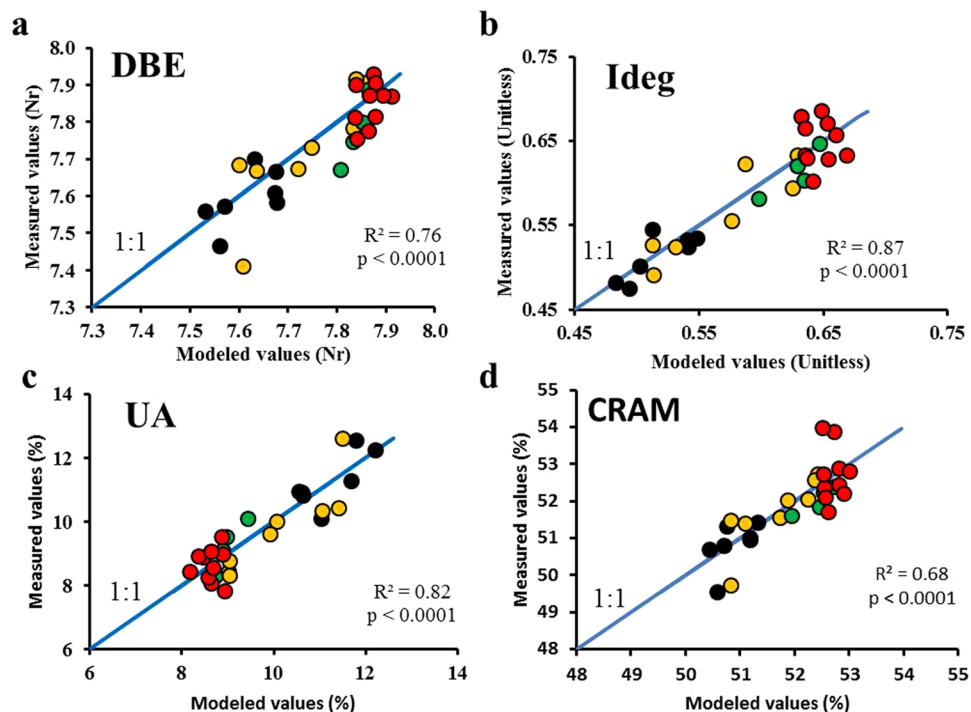 a
DBE
Measured values (Nr)
8.0
7.9
7.8
7.7
7.6
7.5
7.4
7.3
1:1
R² = 0.76
p < 0.0001
7.3 7.4 7.5 7.6 7.7 7.8 7.9 8.0
Modeled values (Nr)
b
Ideg
Measured values (Unitless)
0.75
0.65
0.55
0.45
1:1
R² = 0.87
p < 0.0001
0.45 0.55 0.65 0.75
Modeled values (Unitless)
c
UA
Measured values (%)
14
12
10
8
6
1:1
R² = 0.82
p < 0.0001
6 8 10 12 14
Modeled values (%)
d
CRAM
Measured values (%)
55
54
53
52
51
50
49
48
1:1
R² = 0.68
p < 0.0001
48 49 50 51 52 53 54 55
Modeled values (%)